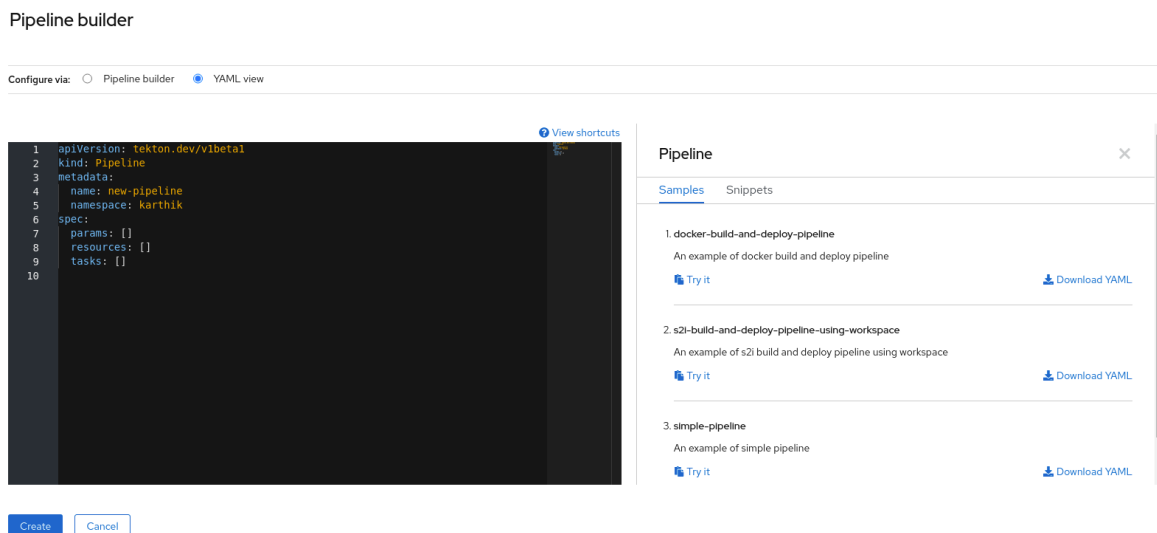 Pipeline builder
Configure via: Pipeline builder YAML view
View shortcuts
1 apiVersion: tekton.dev/v1beta1
2 kind: Pipeline
3 metadata:
4   name: new-pipeline
5   namespace: karthik
6 spec:
7   params: []
8   resources: []
9   tasks: []
10
Pipeline
Samples Snippets
1. docker-build-and-deploy-pipeline
An example of docker build and deploy pipeline
Try it Download YAML
2. s2i-build-and-deploy-pipeline-using-workspace
An example of s2i build and deploy pipeline using workspace
Try it Download YAML
3. simple-pipeline
An example of simple pipeline
Try it Download YAML
Create Cancel